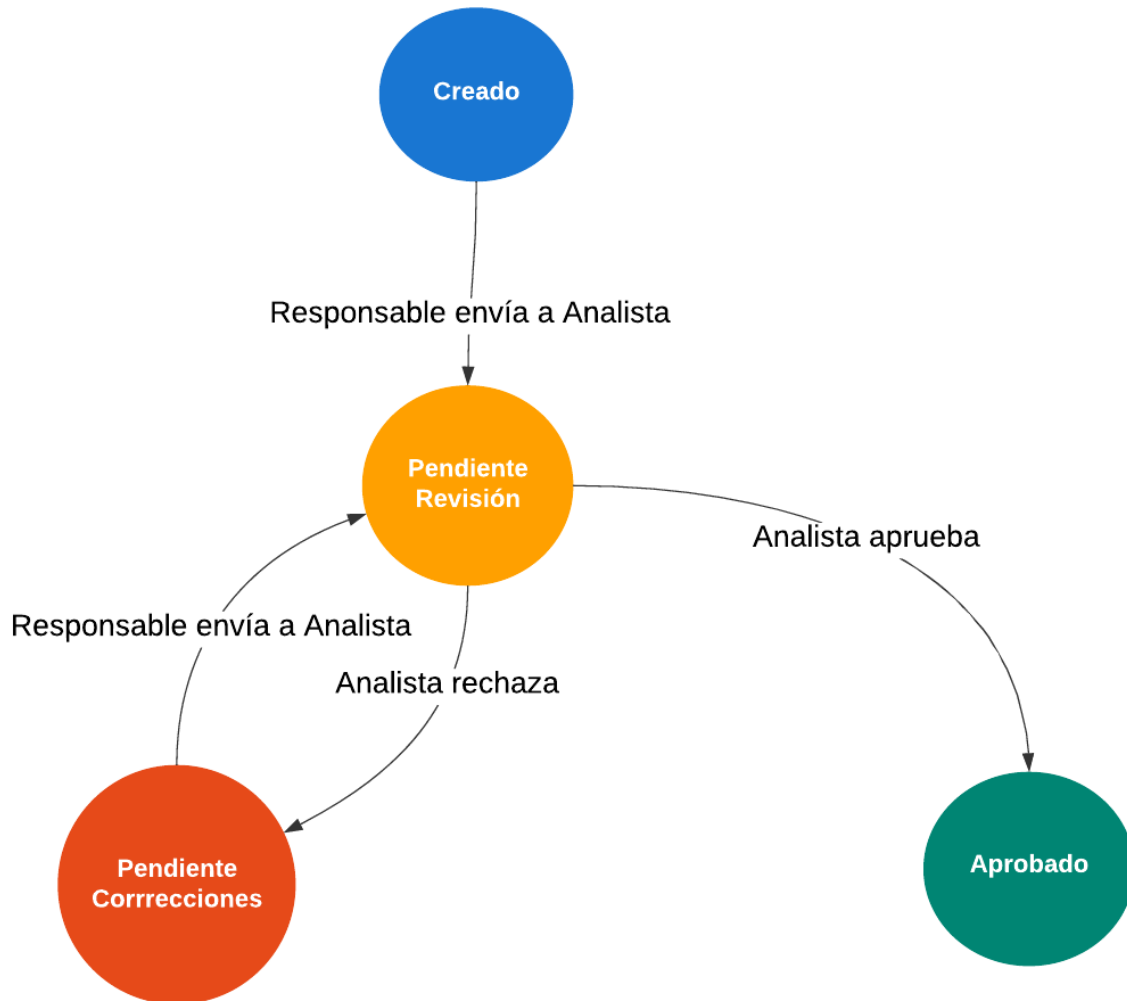 Creado
Responsable envía a Analista
Pendiente
Revisión
Analista aprueba
Responsable envía a Analista
Analista rechaza
Pendiente
Corrrecciones
Aprobado